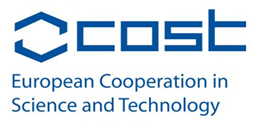 cost
European Cooperation in
Science and Technology